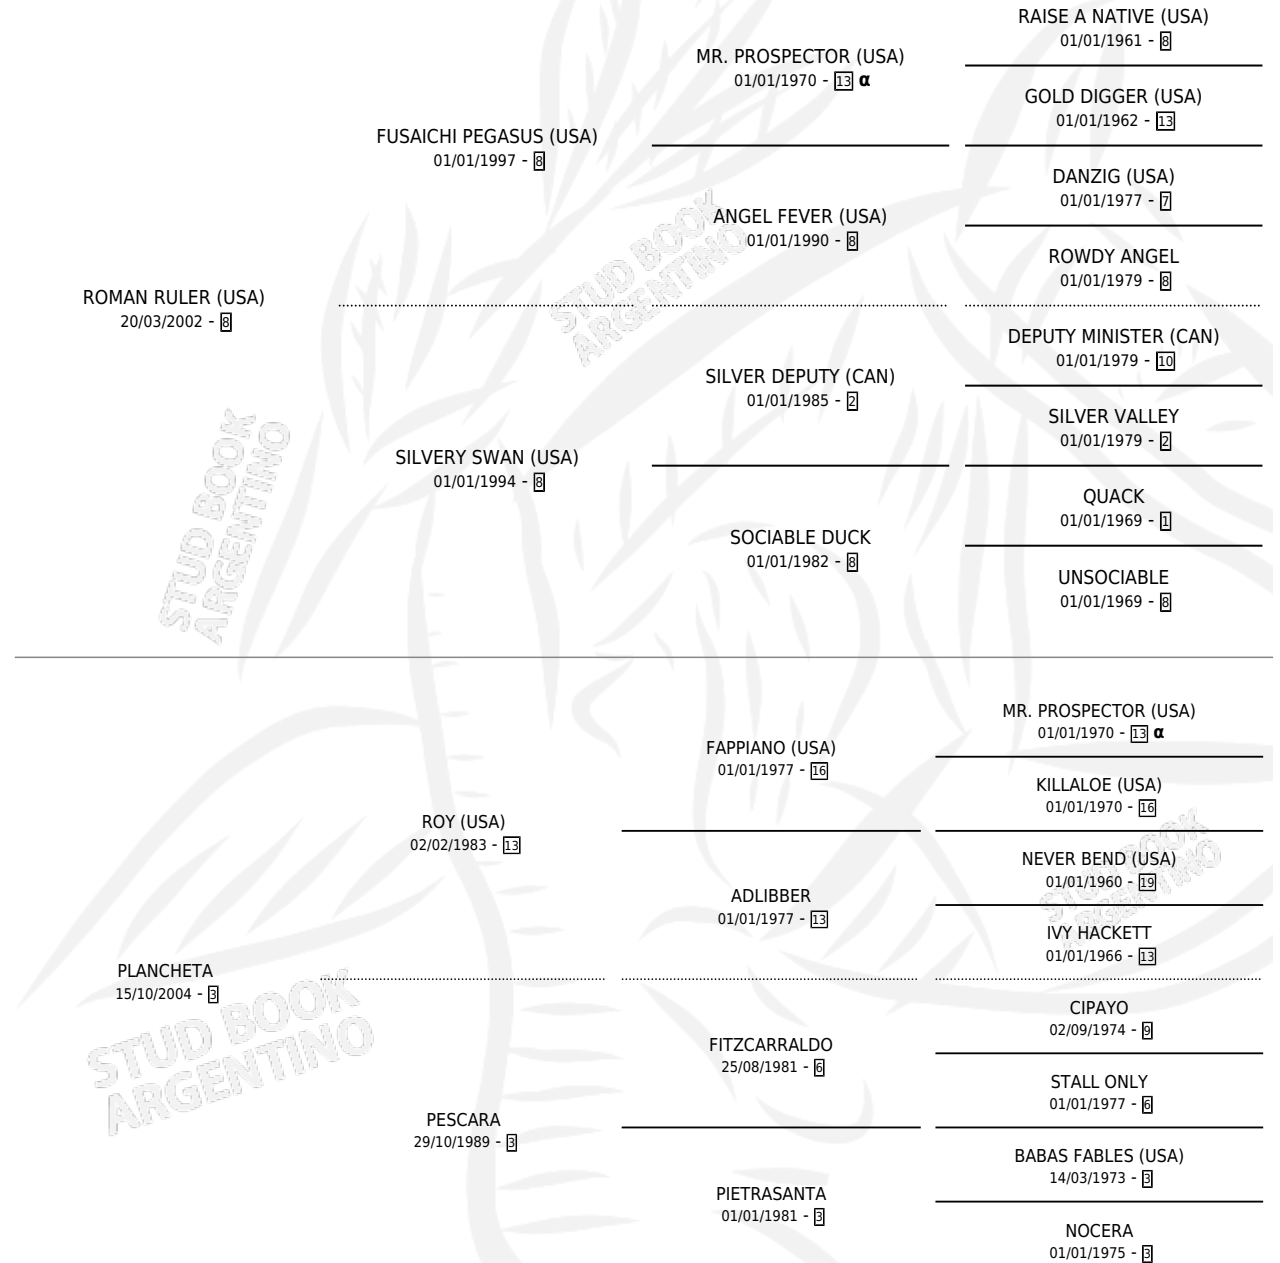 RAISE A NATIVE (USA)
01/01/1961 - 8
MR. PROSPECTOR (USA)
01/01/1970 - 13 α
GOLD DIGGER (USA)
01/01/1962 - 13
FUSAICHI PEGASUS (USA)
01/01/1997 - 8
DANZIG (USA)
01/01/1977 - 7
ANGEL FEVER (USA)
01/01/1990 - 8
ROWDY ANGEL
01/01/1979 - 8
ROMAN RULER (USA)
20/03/2002 - 8
DEPUTY MINISTER (CAN)
01/01/1979 - 10
SILVER DEPUTY (CAN)
01/01/1985 - 2
SILVER VALLEY
01/01/1979 - 2
SILVERY SWAN (USA)
01/01/1994 - 8
QUACK
01/01/1969 - 1
SOCIABLE DUCK
01/01/1982 - 8
UNSOCIABLE
01/01/1969 - 8
STUD BOOK
ARGENTINO
STUD BOOK
ARGENTINO
MR. PROSPECTOR (USA)
01/01/1970 - 13 α
FAPPIANO (USA)
01/01/1977 - 16
KILLALOE (USA)
01/01/1970 - 16
ROY (USA)
02/02/1983 - 13
NEVER BEND (USA)
01/01/1960 - 19
ADLIBBER
01/01/1977 - 13
IVY HACKETT
01/01/1966 - 13
PLANCHETA
15/10/2004 - 3
CIPAYO
02/09/1974 - 9
FITZCARRALDO
25/08/1981 - 6
STALL ONLY
01/01/1977 - 6
PESCARA
29/10/1989 - 3
BABAS FABLES (USA)
14/03/1973 - 3
PIETRASANTA
01/01/1981 - 3
NOCERA
01/01/1975 - 3
STUD BOOK
ARGENTINO
STUD BOOK
ARGENTINO